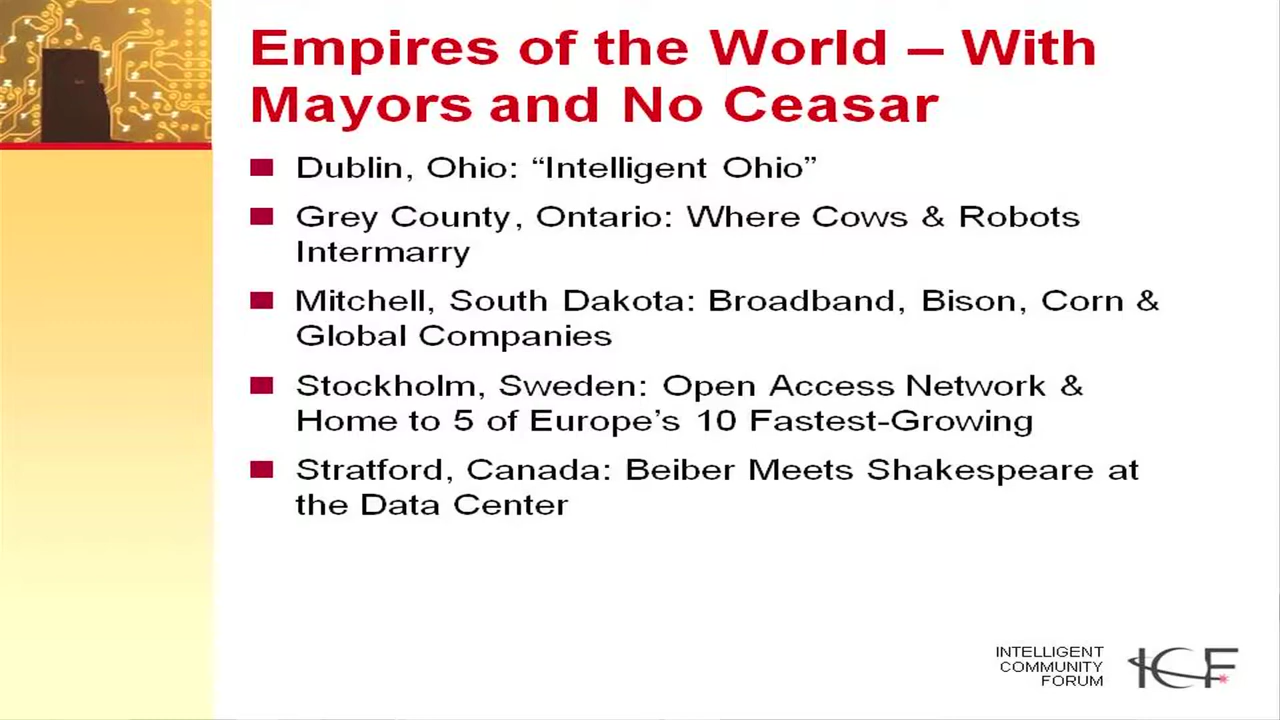 Empires of the World – With
Mayors and No Ceasar
Dublin, Ohio: “Intelligent Ohio”
Grey County, Ontario: Where Cows & Robots
Intermarry
Mitchell, South Dakota: Broadband, Bison, Corn &
Global Companies
Stockholm, Sweden: Open Access Network &
Home to 5 of Europe’s 10 Fastest-Growing
Stratford, Canada: Beiber Meets Shakespeare at
the Data Center
INTELLIGENT
COMMUNITY
FORUM
ICF